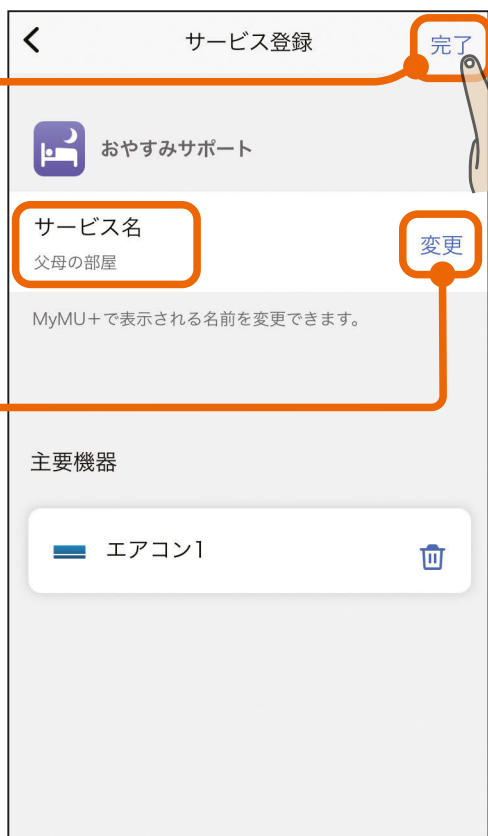 サービス登録
完了
おやすみサポート
サービス名
父母の部屋
変更
MyMU+で表示される名前を変更できます。
主要機器
エアコン1